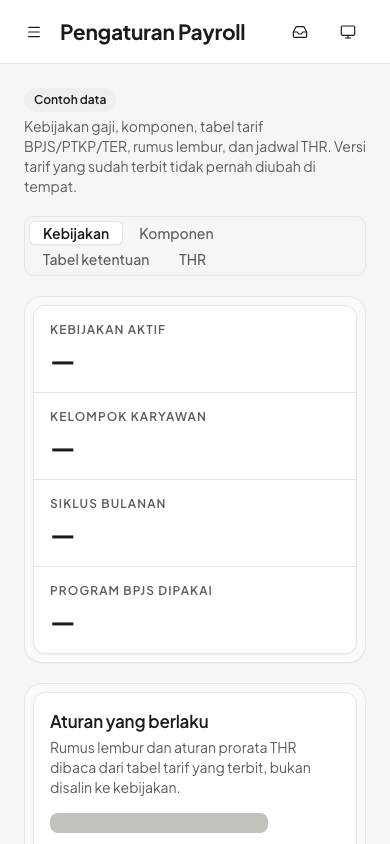 Pengaturan Payroll
Contoh data
Kebijakan gaji, komponen, tabel tarif
BPJS/PTKP/TER, rumus lembur, dan jadwal THR. Versi
tarif yang sudah terbit tidak pernah diubah di
tempat.
Kebijakan Komponen
Tabel ketentuan THR
KEBIJAKAN AKTIF
—
KELOMPOK KARYAWAN
—
SIKLUS BULANAN
—
PROGRAM BPJS DIPAKAI
—
Aturan yang berlaku
Rumus lembur dan aturan prorata THR
dibaca dari tabel tarif yang terbit, bukan
disalin ke kebijakan.